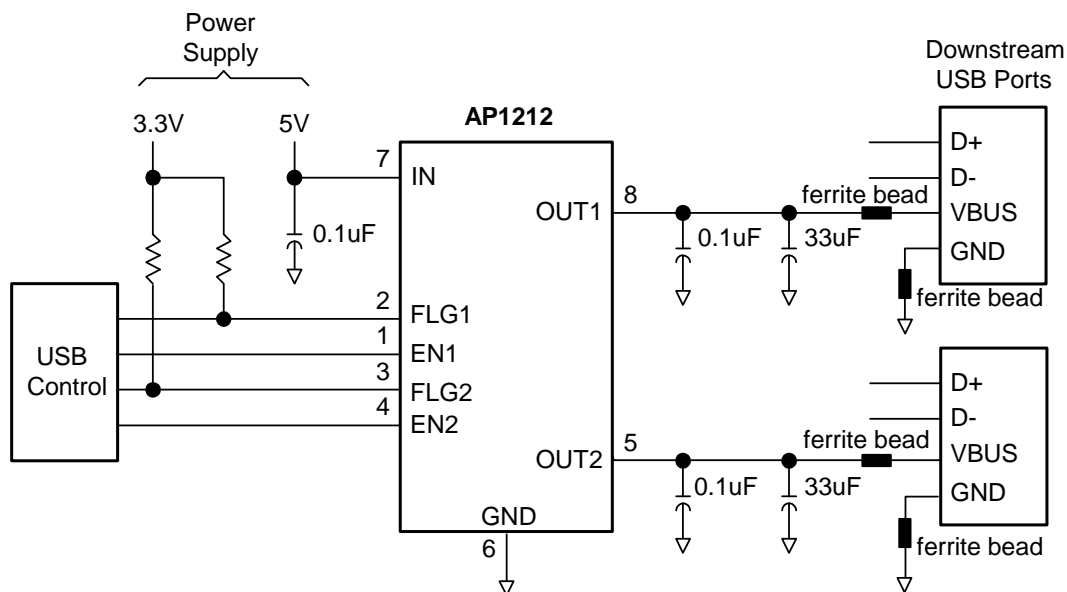 Power
Supply
Downstream
USB Ports
3.3V
5V
AP1212
7
IN
0.1uF
OUT1
8
0.1uF
33uF
ferrite bead
D+
D-
VBUS
GND
ferrite bead
USB
Control
2
FLG1
1
EN1
3
FLG2
4
EN2
OUT2
5
0.1uF
33uF
ferrite bead
D+
D-
VBUS
GND
ferrite bead
GND
6